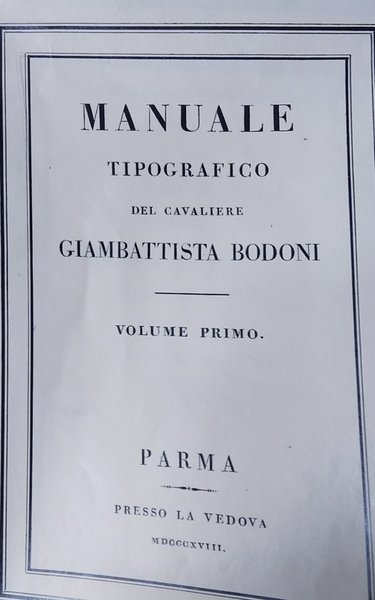 MANUALE
TIPOGRAFICO
DEL CAVALIERE
GIAMBATTISTA BODONI
VOLUME PRIMO.
PARMA
PRESSO LA VEDOVA
MDCCCXVIII.